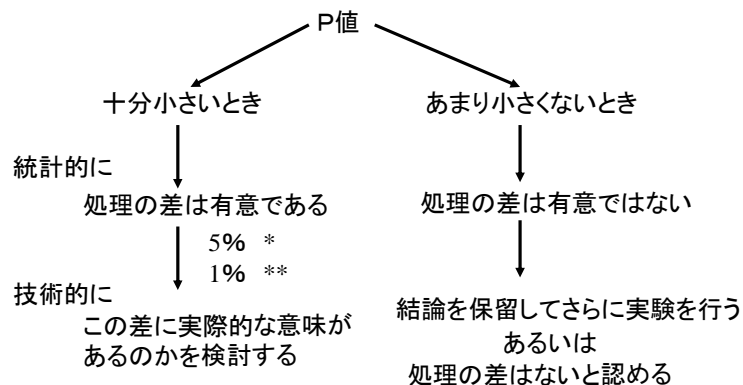 P値
十分小さいとき
あまり小さくないとき
統計的に
処理の差は有意である
処理の差は有意ではない
5% *
1% **
技術的に
この差に実際的な意味が
あるのかを検討する
結論を保留してさらに実験を行う
あるいは
処理の差はないと認める